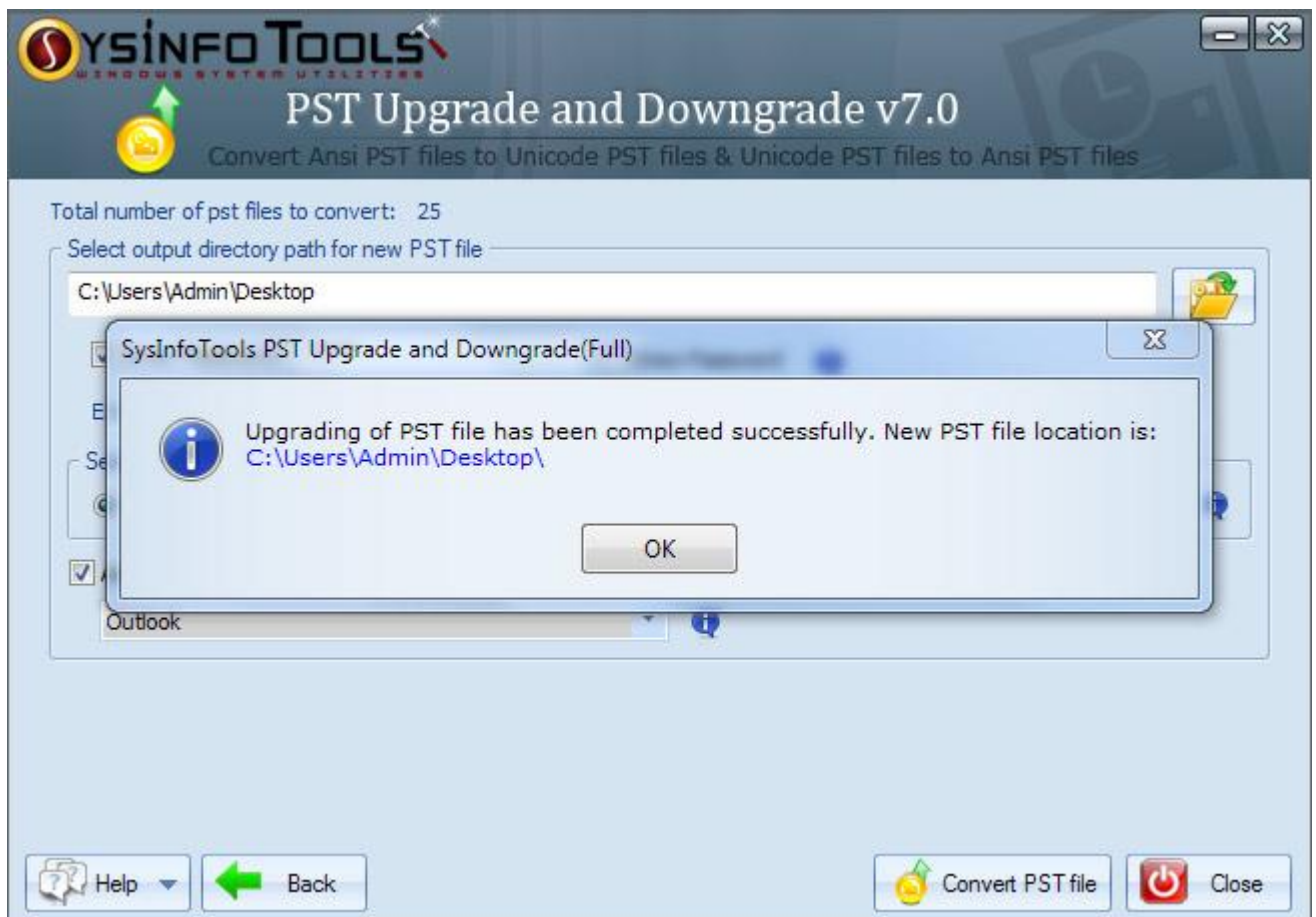 SYSINFO TOOLS
WINDOWS SYSTEM UTILITIES
PST Upgrade and Downgrade v7.0
Convert Ansi PST files to Unicode PST files & Unicode PST files to Ansi PST files
Total number of pst files to convert: 25
Select output directory path for new PST file
C:\Users\Admin\Desktop
SysInfoTools PST Upgrade and Downgrade(Full)
Upgrading of PST file has been completed successfully. New PST file location is:
C:\Users\Admin\Desktop\
OK
Outlook
Help
Back
Convert PST file
Close